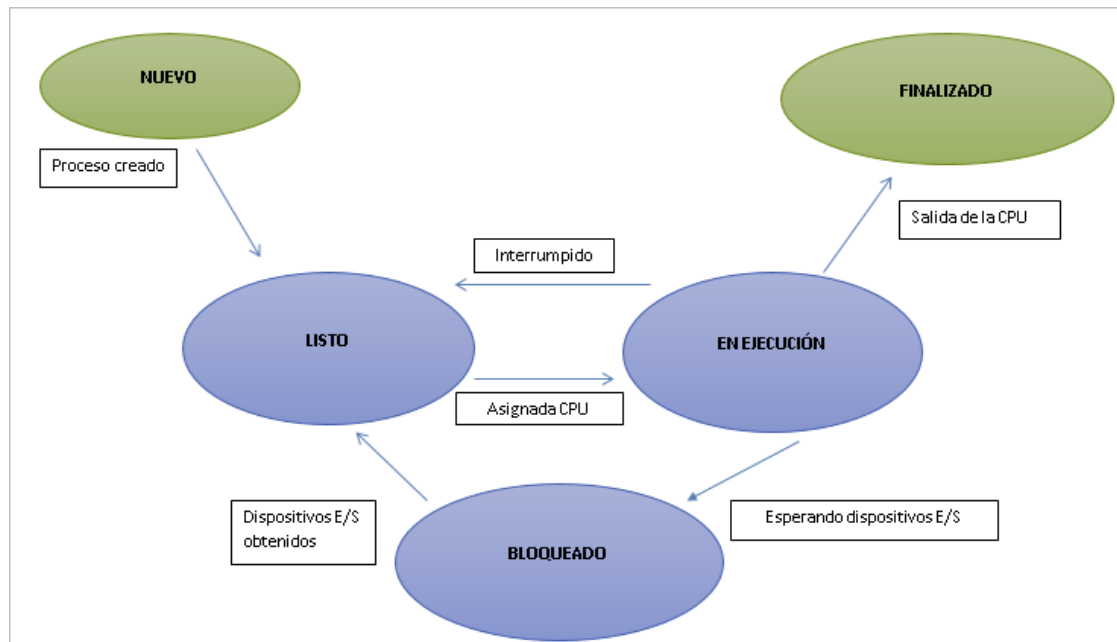 NUEVO
FINALIZADO
Proceso creado
Salida de la CPU
Interrumpido
LISTO
EN EJECUCIÓN
Asignada CPU
Dispositivos E/S
obtenidos
Esperando dispositivos E/S
BLOQUEADO